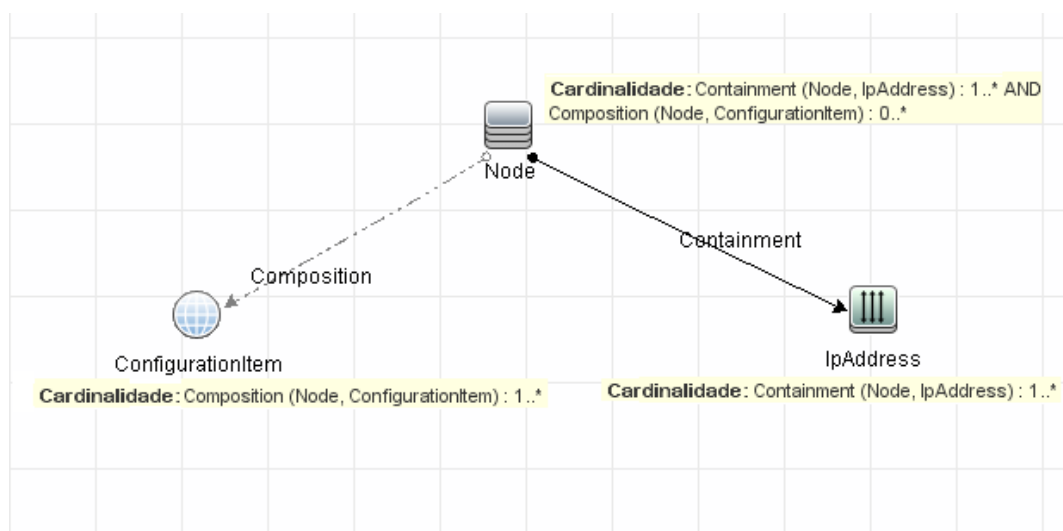 Cardinalidade: Containment (Node, IpAddress) : 1..* AND
Composition (Node, ConfigurationItem) : 0..*
Node
Containment
Composition
ConfigurationItem
IpAddress
Cardinalidade: Composition (Node, ConfigurationItem) : 1..*
Cardinalidade: Containment (Node, IpAddress) : 1..*